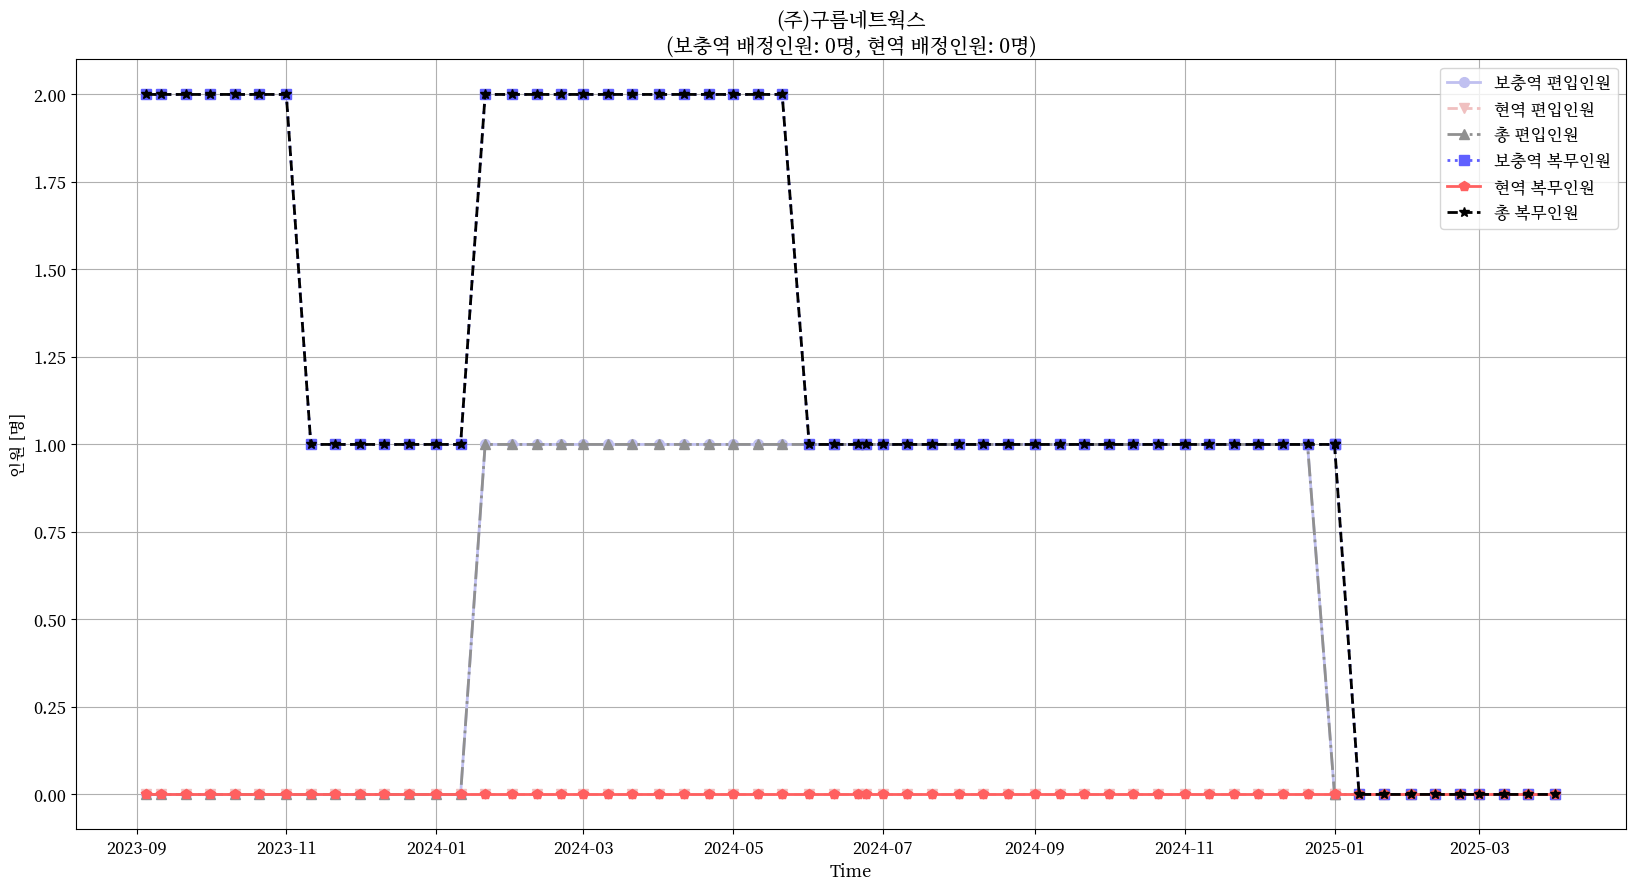 (주)구름네트웍스
(보충역 배정인원: 0명, 현역 배정인원: 0명)
2.00
1.75
1.50
1.25
1.00
0.75
0.50
0.25
0.00
인원 [명]
보충역 편입인원
현역 편입인원
총 편입인원
보충역 복무인원
현역 복무인원
총 복무인원
2023-09 2023-11 2024-01 2024-03 2024-05 2024-07 2024-09 2024-11 2025-01 2025-03
Time